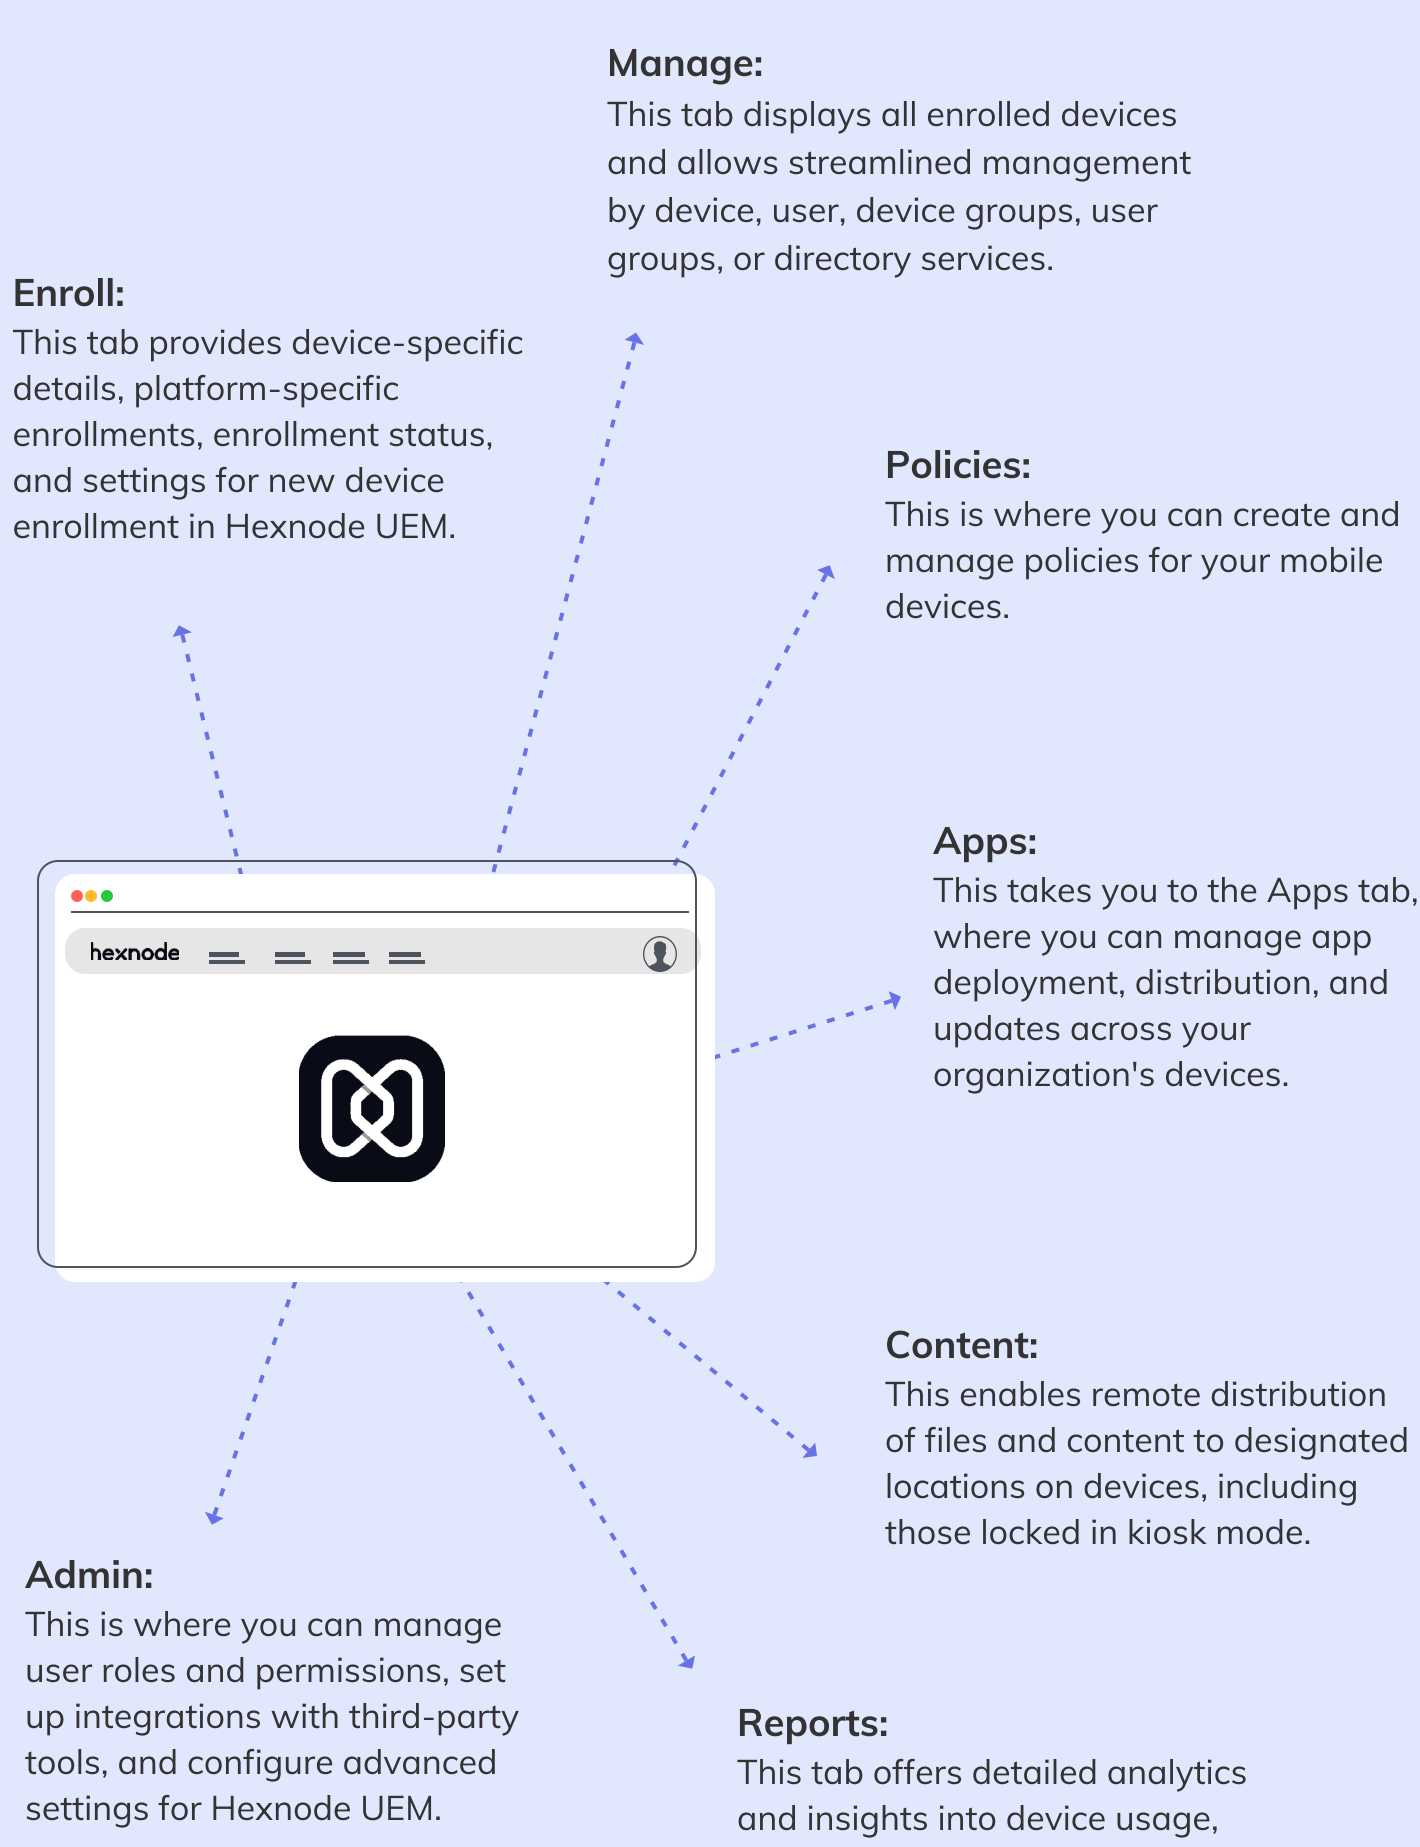 Manage:
This tab displays all enrolled devices
and allows streamlined management
by device, user, device groups, user
groups, or directory services.
Enroll:
This tab provides device-specific
details, platform-specific
enrollments, enrollment status,
and settings for new device
enrollment in Hexnode UEM.
Policies:
This is where you can create and
manage policies for your mobile
devices.
Apps:
This takes you to the Apps tab,
where you can manage app
deployment, distribution, and
updates across your
organization's devices.
hexnode
Content:
This enables remote distribution
of files and content to designated
locations on devices, including
those locked in kiosk mode.
Admin:
This is where you can manage
user roles and permissions, set
up integrations with third-party
tools, and configure advanced
settings for Hexnode UEM.
Reports:
This tab offers detailed analytics
and insights into device usage,